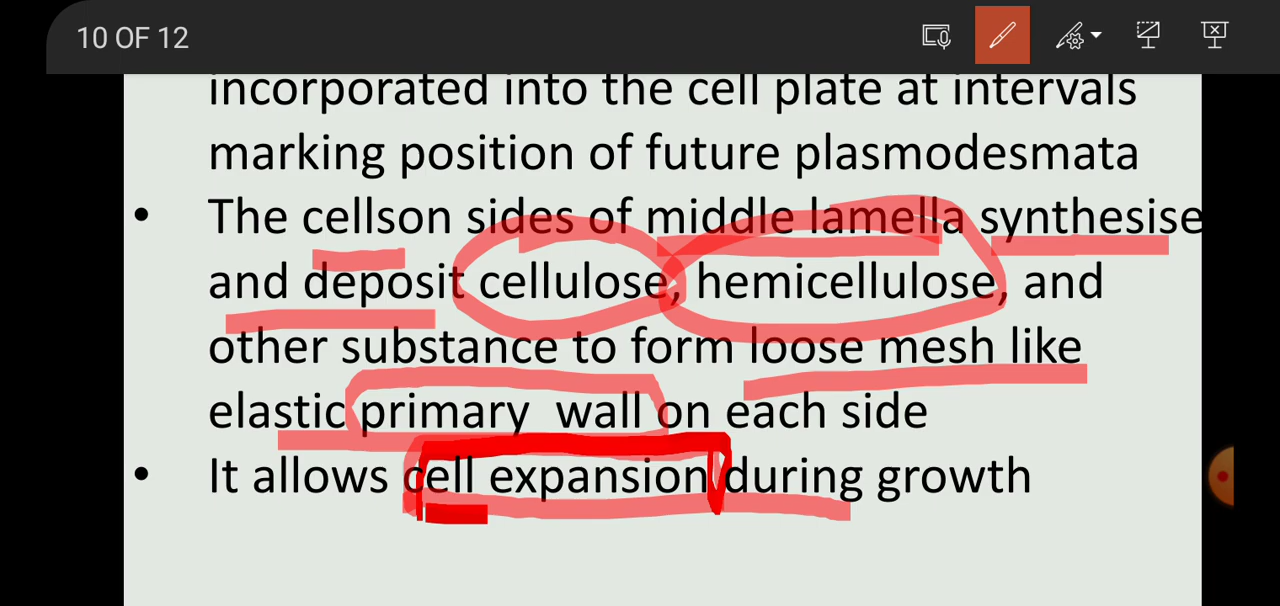 10 OF 12
incorporated into the cell plate at intervals
marking position of future plasmodesmata
• The cellson sides of middle lamella synthesise
and deposit cellulose, hemicellulose, and
other substance to form loose mesh like
elastic primary wall on each side
• It allows cell expansion during growth